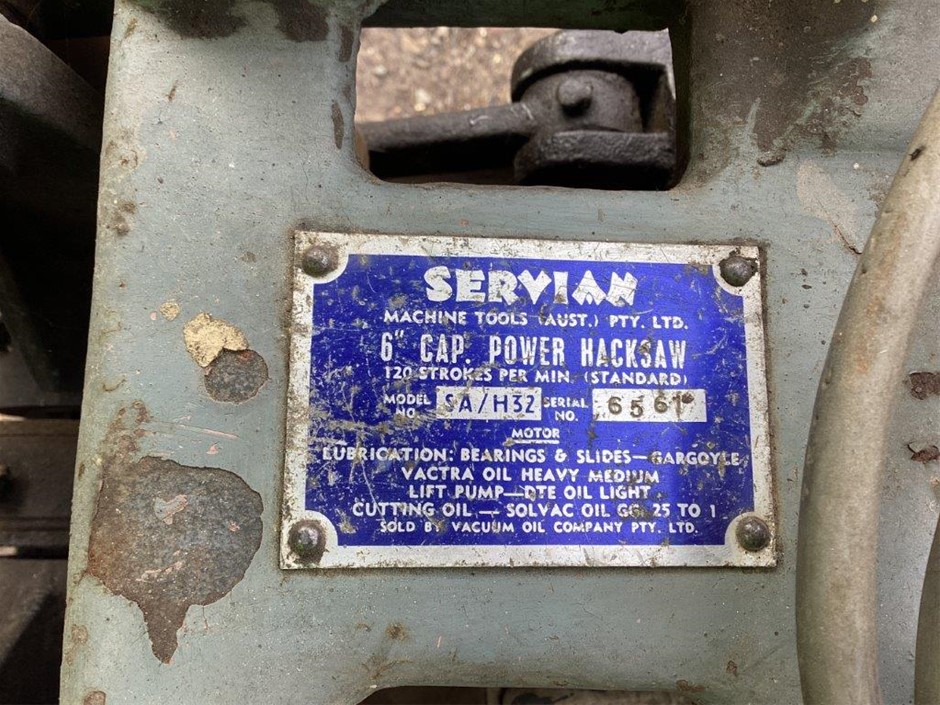 SERVIAN
MACHINE TOOLS (AUST.) PTY. LTD.
6" CAP. POWER HACKSAW
120 STROKES PER MIN. (STANDARD)
MODEL NO. SA/H32 SERIAL NO. 6561
MOTOR
LUBRICATION: BEARINGS & SLIDES—GARGOYLE
VACTRA OIL HEAVY MEDIUM
LIFT PUMP—DTE OIL LIGHT
CUTTING OIL — SOLVAC OIL GG. 25 TO 1
SOLD BY VACUUM OIL COMPANY PTY. LTD.